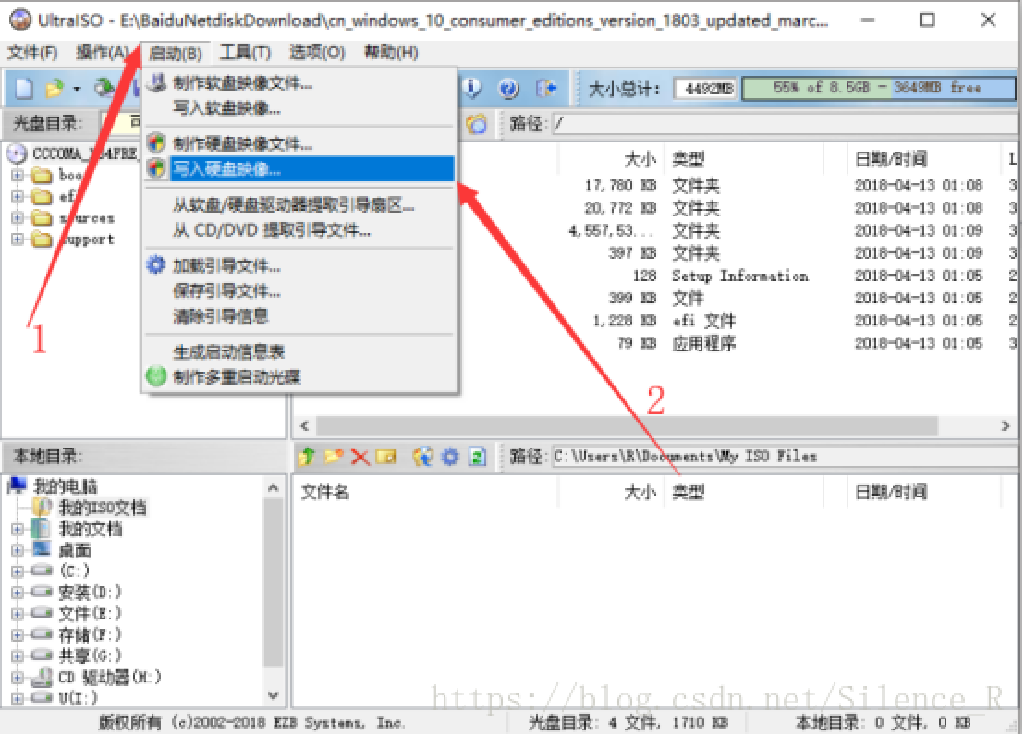 UltraISO - E:\BaiduNetdiskDownload\cn_windows_10_consumer_editions_version_1803_updated_marc...
文件(F) 操作(A) 启动(B) 工具(T) 选项(O) 帮助(H)
大小总计: 4492MB 55% of 8.5GB - 3649MB free
光盘目录: 可 路径: /
制作软盘映像文件...
写入软盘映像...
制作硬盘映像文件...
写入硬盘映像...
从软盘/硬盘驱动器提取引导扇区...
从 CD/DVD 提取引导文件...
加载引导文件...
保存引导文件...
清除引导信息
生成启动信息表
制作多重启动光碟
sources
support
1
2
大小 类型 日期/时间
17,780 KB 文件夹 2018-04-13 01:08
20,772 KB 文件夹 2018-04-13 01:08
4,557,53... 文件夹 2018-04-13 01:09
397 KB 文件夹 2018-04-13 01:09
128 Setup Information 2018-04-13 01:05
399 KB 文件 2018-04-13 01:05
1,228 KB efi 文件 2018-04-13 01:05
79 KB 应用程序 2018-04-13 01:05
本地目录: 路径: C:\Users\R\Documents\My ISO Files
我的电脑
我的ISO文档
我的文档
桌面
(C:)
安装(D:)
文件(E:)
存储(F:)
共享(G:)
CD 驱动器(H:)
U(I:)
文件名 大小 类型 日期/时间
https://blog.csdn.net/Silence_R
版权所有 (c)2002-2018 EZB Systems, Inc. 光盘目录: 4 文件, 1710 KB 本地目录: 0 文件, 0 KB